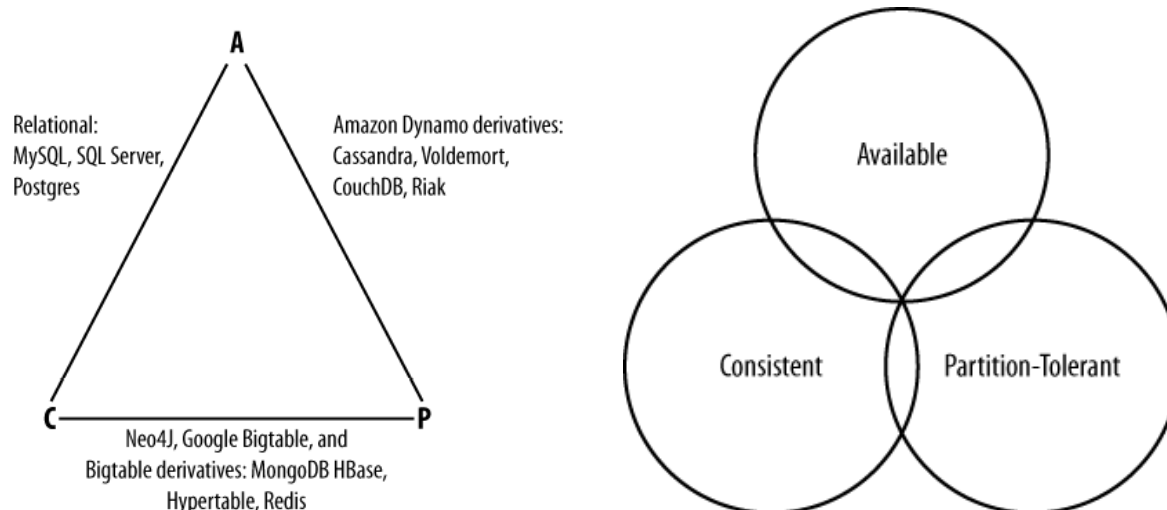 A
Relational:
MySQL, SQL Server,
Postgres
Amazon Dynamo derivatives:
Cassandra, Voldemort,
CouchDB, Riak
C
P
Neo4J, Google Bigtable, and
Bigtable derivatives: MongoDB HBase,
Hypertable, Redis
Available
Consistent
Partition-Tolerant